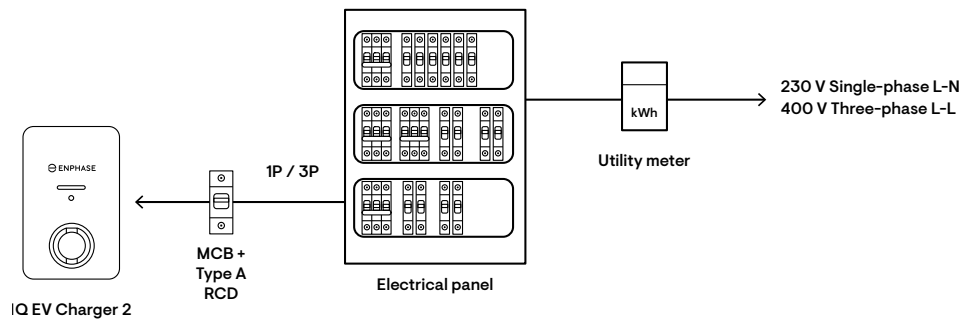 230 V Single-phase L-N
400 V Three-phase L-L
kWh
Utility meter
ENPHASE
1P / 3P
MCB +
Type A
RCD
Electrical panel
IQ EV Charger 2